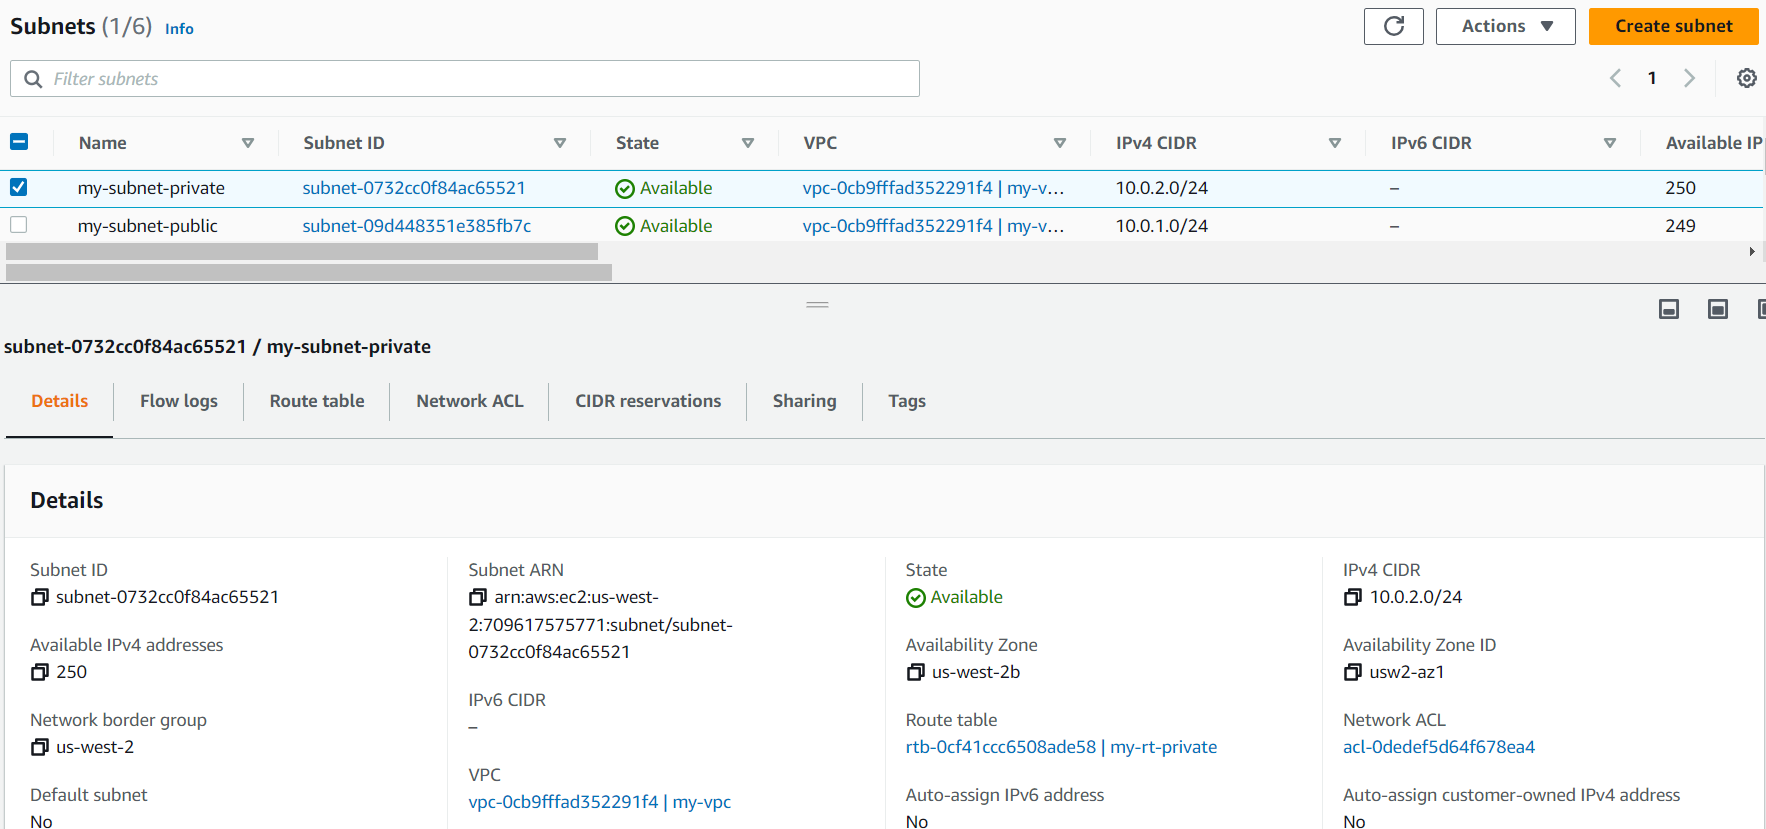 Subnets (1/6) Info
Actions
Create subnet
Filter subnets
1
Name Subnet ID State VPC IPv4 CIDR IPv6 CIDR Available IP
my-subnet-private subnet-0732cc0f84ac65521 Available vpc-0cb9fffad352291f4 | my-v... 10.0.2.0/24 – 250
my-subnet-public subnet-09d448351e385fb7c Available vpc-0cb9fffad352291f4 | my-v... 10.0.1.0/24 – 249
subnet-0732cc0f84ac65521 / my-subnet-private
Details Flow logs Route table Network ACL CIDR reservations Sharing Tags
Details
Subnet ID
subnet-0732cc0f84ac65521
Available IPv4 addresses
250
Network border group
us-west-2
Default subnet
No
Subnet ARN
arn:aws:ec2:us-west-
2:709617575771:subnet/subnet-
0732cc0f84ac65521
IPv6 CIDR
–
VPC
vpc-0cb9fffad352291f4 | my-vpc
State
Available
Availability Zone
us-west-2b
Route table
rtb-0cf41ccc6508ade58 | my-rt-private
Auto-assign IPv6 address
No
IPv4 CIDR
10.0.2.0/24
Availability Zone ID
usw2-az1
Network ACL
acl-0dedef5d64f678ea4
Auto-assign customer-owned IPv4 address
No